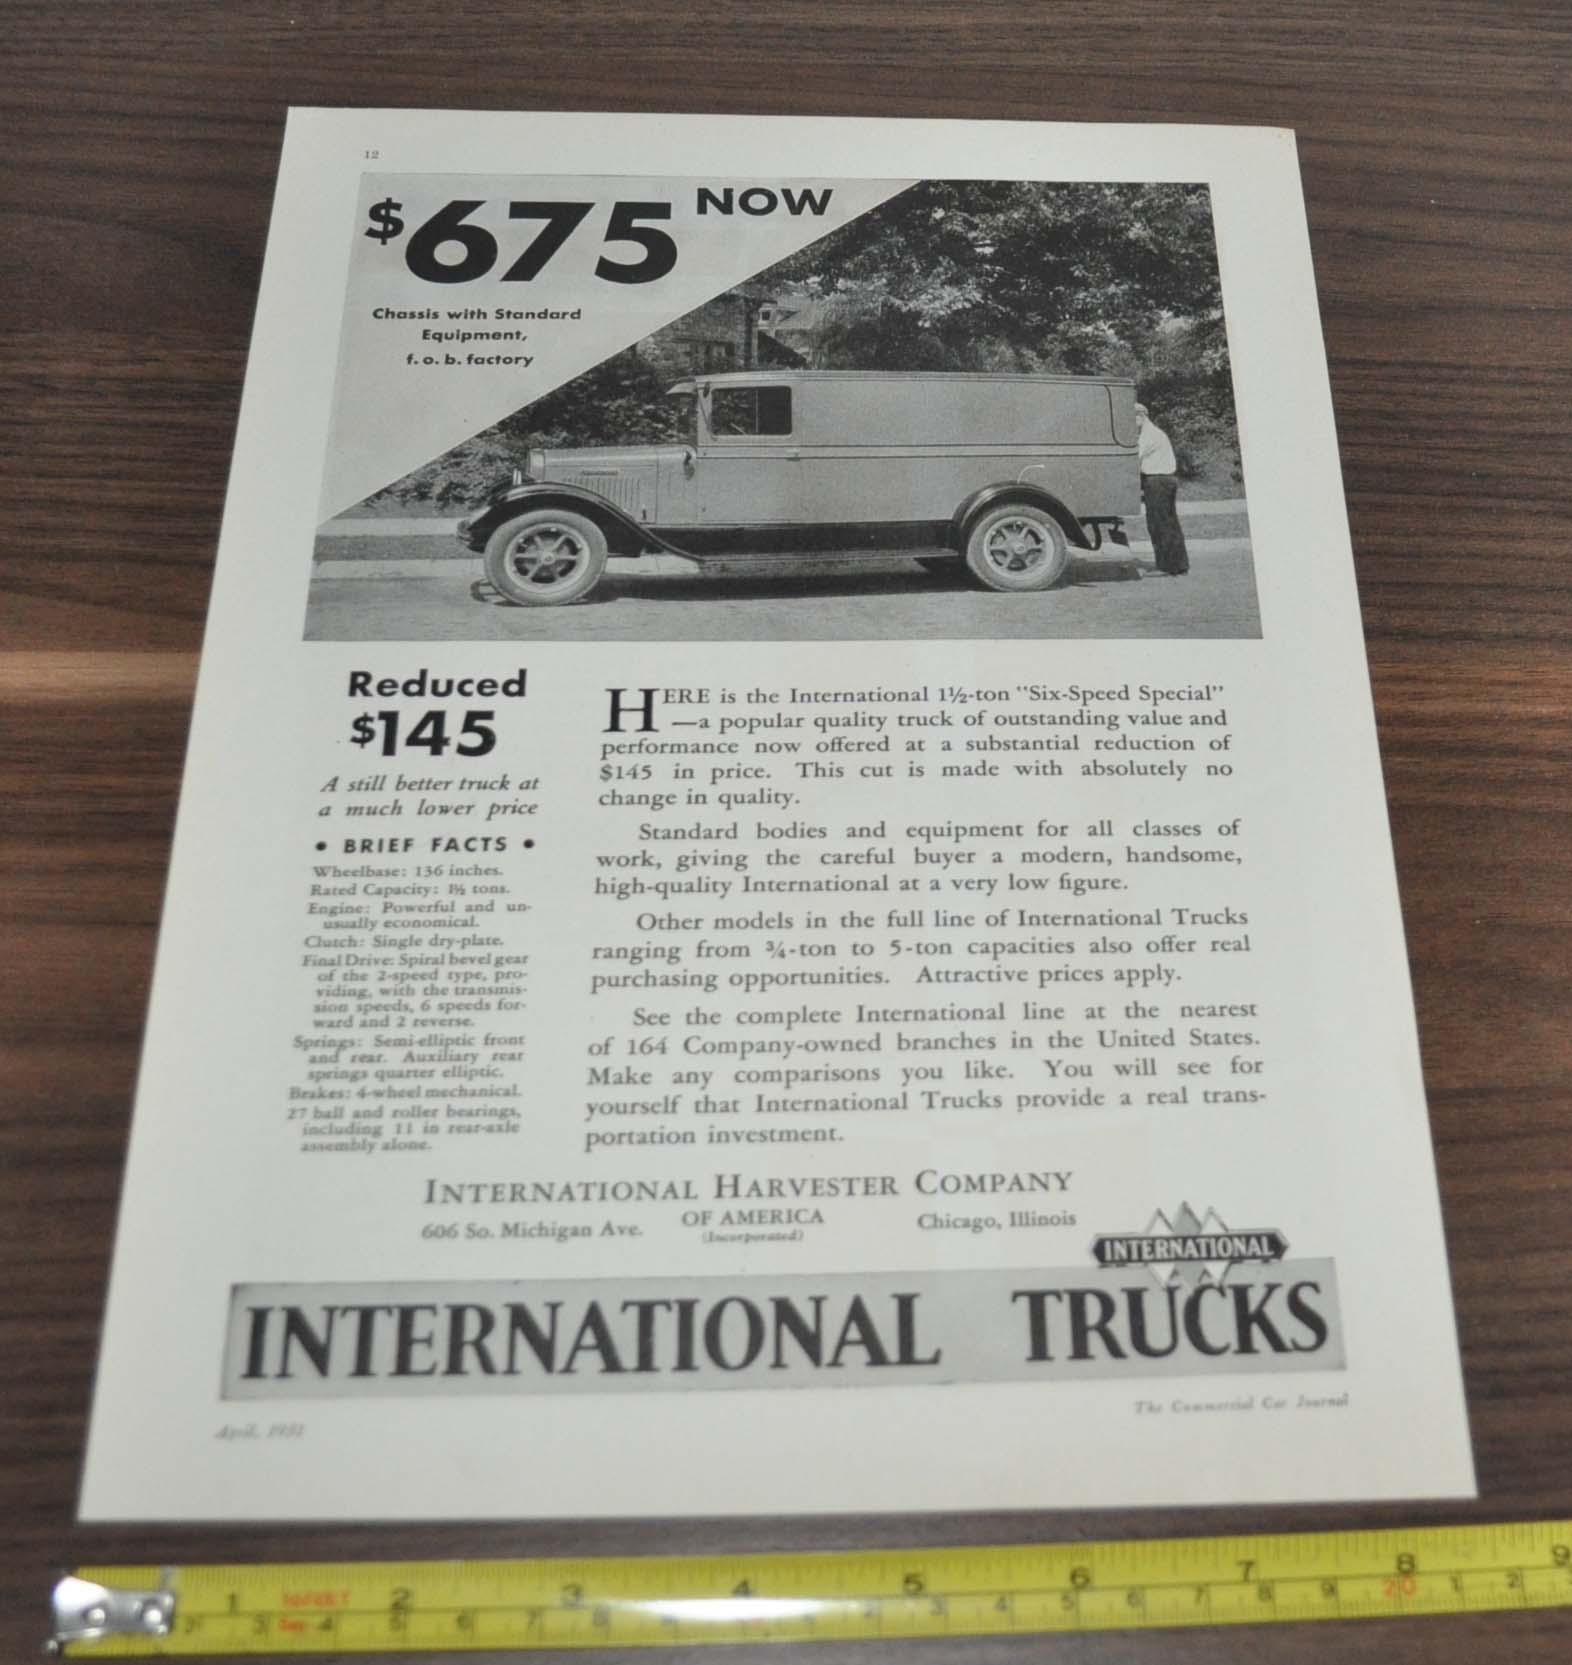 12
$675 NOW
Chassis with Standard
Equipment,
f. o. b. factory
Reduced
$145
A still better truck at
a much lower price
• BRIEF FACTS •
Wheelbase: 136 inches.
Rated Capacity: 1½ tons.
Engine: Powerful and un-
usually economical.
Clutch: Single dry-plate.
Final Drive: Spiral bevel gear
of the 2-speed type, pro-
viding, with the transmis-
sion speeds, 6 speeds for-
ward and 2 reverse.
Springs: Semi-elliptic front
and rear. Auxiliary rear
springs quarter elliptic.
Brakes: 4-wheel mechanical.
27 ball and roller bearings,
including 11 in rear-axle
assembly alone.
HERE is the International 1½-ton "Six-Speed Special"
—a popular quality truck of outstanding value and
performance now offered at a substantial reduction of
$145 in price. This cut is made with absolutely no
change in quality.
Standard bodies and equipment for all classes of
work, giving the careful buyer a modern, handsome,
high-quality International at a very low figure.
Other models in the full line of International Trucks
ranging from ¾-ton to 5-ton capacities also offer real
purchasing opportunities. Attractive prices apply.
See the complete International line at the nearest
of 164 Company-owned branches in the United States.
Make any comparisons you like. You will see for
yourself that International Trucks provide a real trans-
portation investment.
INTERNATIONAL HARVESTER COMPANY
606 So. Michigan Ave. OF AMERICA Chicago, Illinois
(Incorporated)
INTERNATIONAL
INTERNATIONAL TRUCKS
April,
The Commercial Car Journal
1 2 3 4 5 6 7 8 9